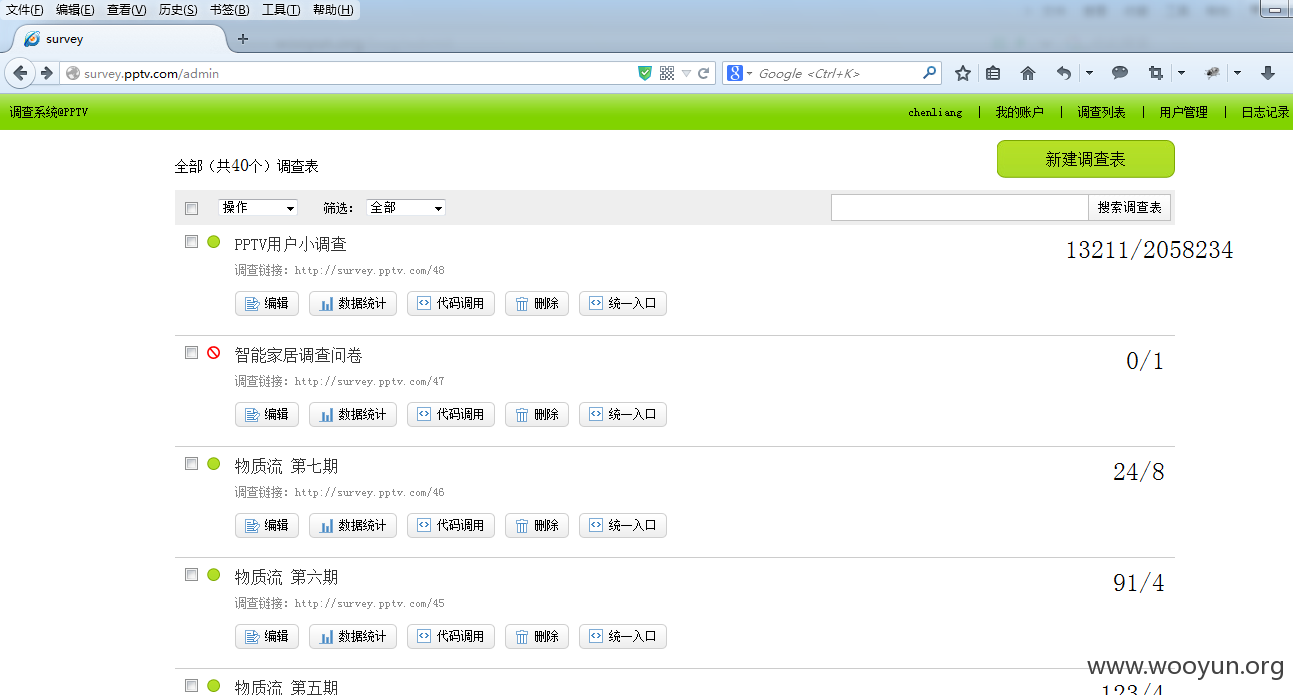 文件(F) 编辑(E) 查看(V) 历史(S) 书签(B) 工具(T) 帮助(H)
survey
survey.pptv.com/admin
Google <Ctrl+K>
调查系统@PPTV
chenliang | 我的账户 | 调查列表 | 用户管理 | 日志记录
全部（共40个）调查表
新建调查表
操作 筛选： 全部 搜索调查表
PPTV用户小调查
13211/2058234
调查链接：http://survey.pptv.com/48
编辑 数据统计 代码调用 删除 统一入口
智能家居调查问卷
0/1
调查链接：http://survey.pptv.com/47
编辑 数据统计 代码调用 删除 统一入口
物质流 第七期
24/8
调查链接：http://survey.pptv.com/46
编辑 数据统计 代码调用 删除 统一入口
物质流 第六期
91/4
调查链接：http://survey.pptv.com/45
编辑 数据统计 代码调用 删除 统一入口
www.wooyun.org
物质流 第五期
123/4